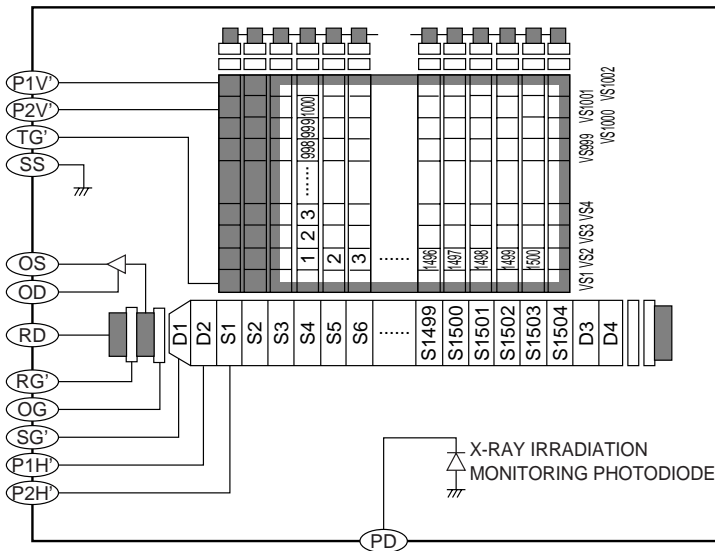 P1V'
P2V'
TG'
SS
OS
OD
RD
RG'
OG
SG'
P1H'
P2H'
998 999 1000
......
1 2 3
2
3
......
1496
1497
1498
1499
1500
VS999 VS1000 VS1001 VS1002
VS1 VS2 VS3 VS4
D1 D2 S1 S2 S3 S4 S5 S6 ...... S1499 S1500 S1501 S1502 S1503 S1504 D3 D4
X-RAY IRRADIATION
MONITORING PHOTODIODE
PD